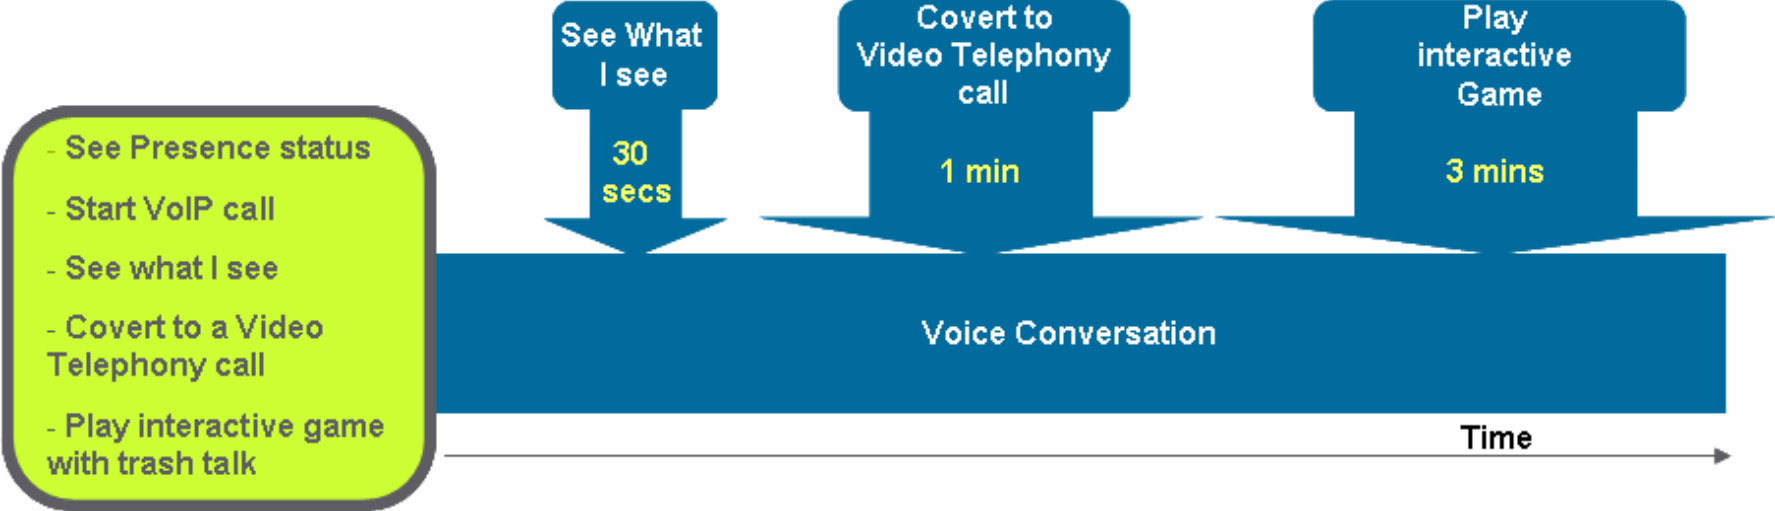 See What
I see
30
secs
Covert to
Video Telephony
call
1 min
Play
interactive
Game
3 mins
- See Presence status
- Start VoIP call
- See what I see
- Covert to a Video
Telephony call
- Play interactive game
with trash talk
Voice Conversation
Time